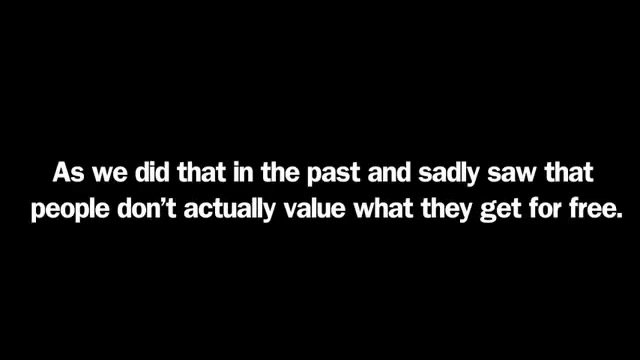 As we did that in the past and sadly saw that
people don't actually value what they get for free.